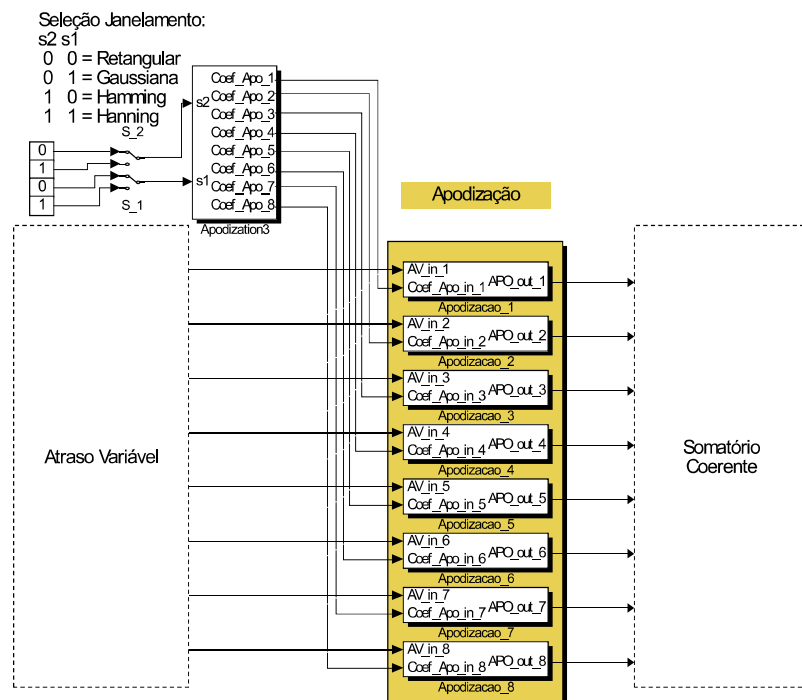 Seleção Janelamento:
s2 s1
0 0 = Retangular
0 1 = Gaussiana
1 0 = Hamming
1 1 = Hanning
S_2
0
1
0
1
S_1
s2
s1
Coef_Apo_1
Coef_Apo_2
Coef_Apo_3
Coef_Apo_4
Coef_Apo_5
Coef_Apo_6
Coef_Apo_7
Coef_Apo_8
Apodization3
Apodização
Atraso Variável
AV_in_1
Coef_Apo_in_1
APO_out_1
Apodizacao_1
AV_in_2
Coef_Apo_in_2
APO_out_2
Apodizacao_2
AV_in_3
Coef_Apo_in_3
APO_out_3
Apodizacao_3
AV_in_4
Coef_Apo_in_4
APO_out_4
Apodizacao_4
AV_in_5
Coef_Apo_in_5
APO_out_5
Apodizacao_5
AV_in_6
Coef_Apo_in_6
APO_out_6
Apodizacao_6
AV_in_7
Coef_Apo_in_7
APO_out_7
Apodizacao_7
AV_in_8
Coef_Apo_in_8
APO_out_8
Apodizacao_8
Somatório
Coerente